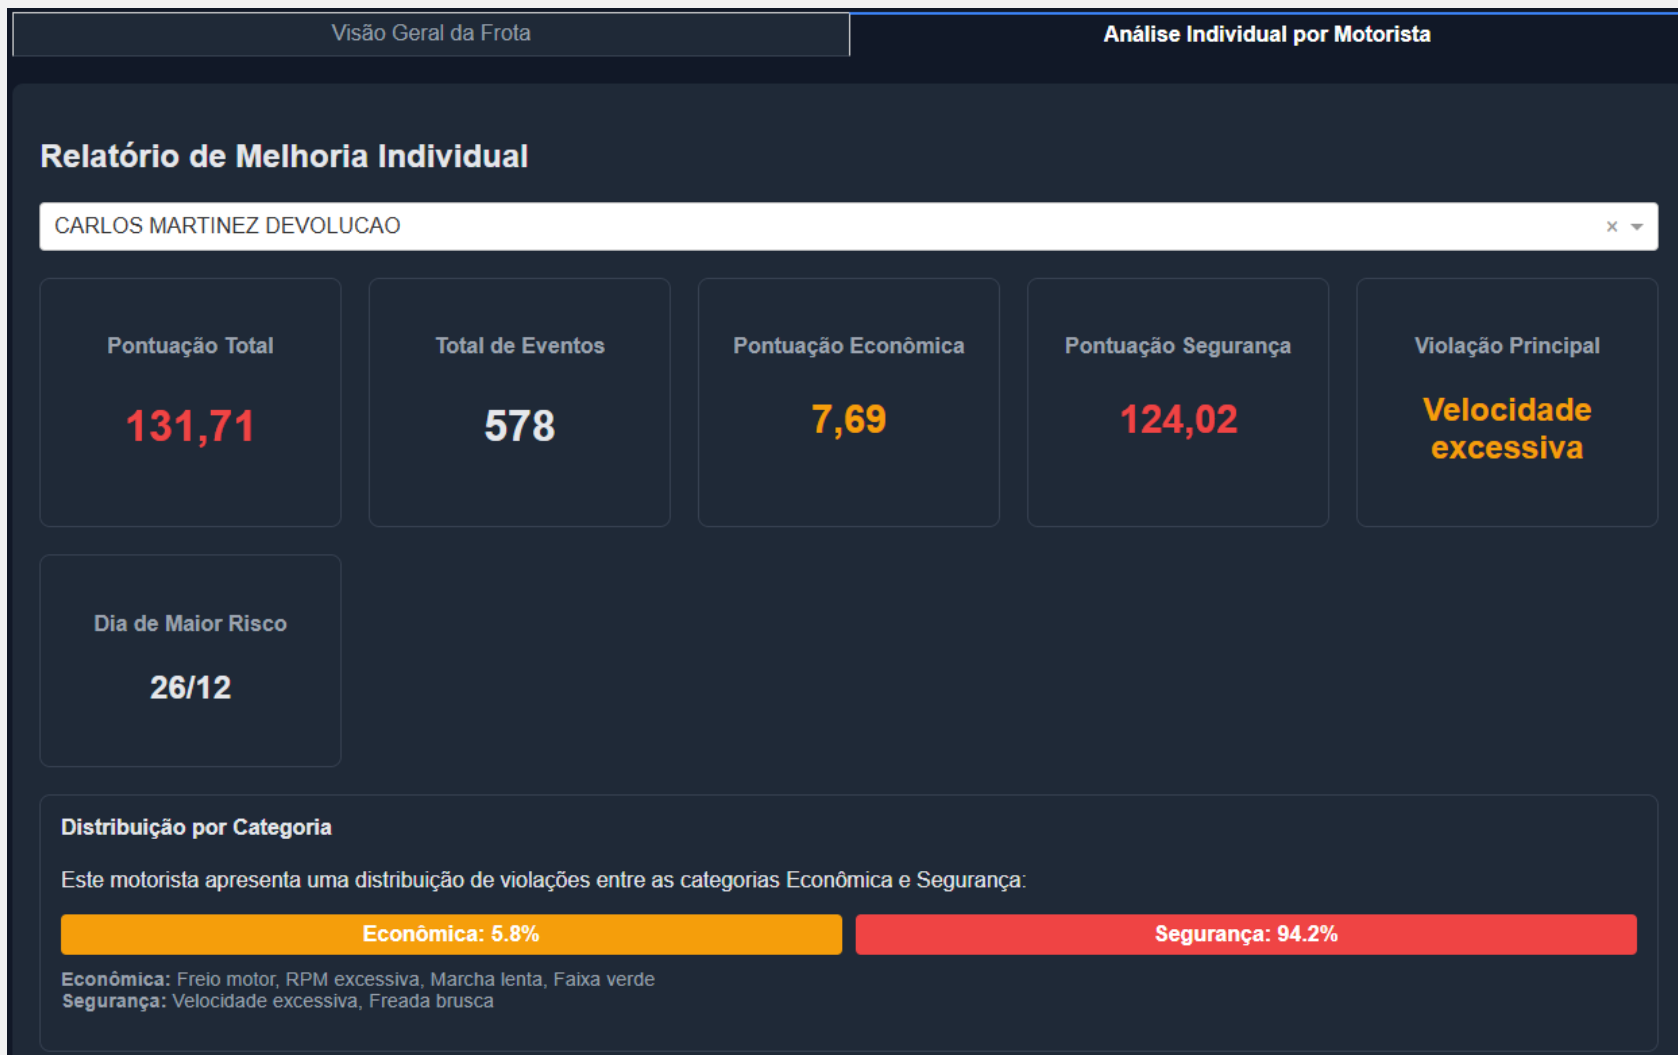 Visão Geral da Frota
Análise Individual por Motorista
Relatório de Melhoria Individual
CARLOS MARTINEZ DEVOLUCAO
Pontuação Total
131,71
Total de Eventos
578
Pontuação Econômica
7,69
Pontuação Segurança
124,02
Violação Principal
Velocidade
excessiva
Dia de Maior Risco
26/12
Distribuição por Categoria
Este motorista apresenta uma distribuição de violações entre as categorias Econômica e Segurança:
Econômica: 5.8%
Segurança: 94.2%
Econômica: Freio motor, RPM excessiva, Marcha lenta, Faixa verde
Segurança: Velocidade excessiva, Freada brusca